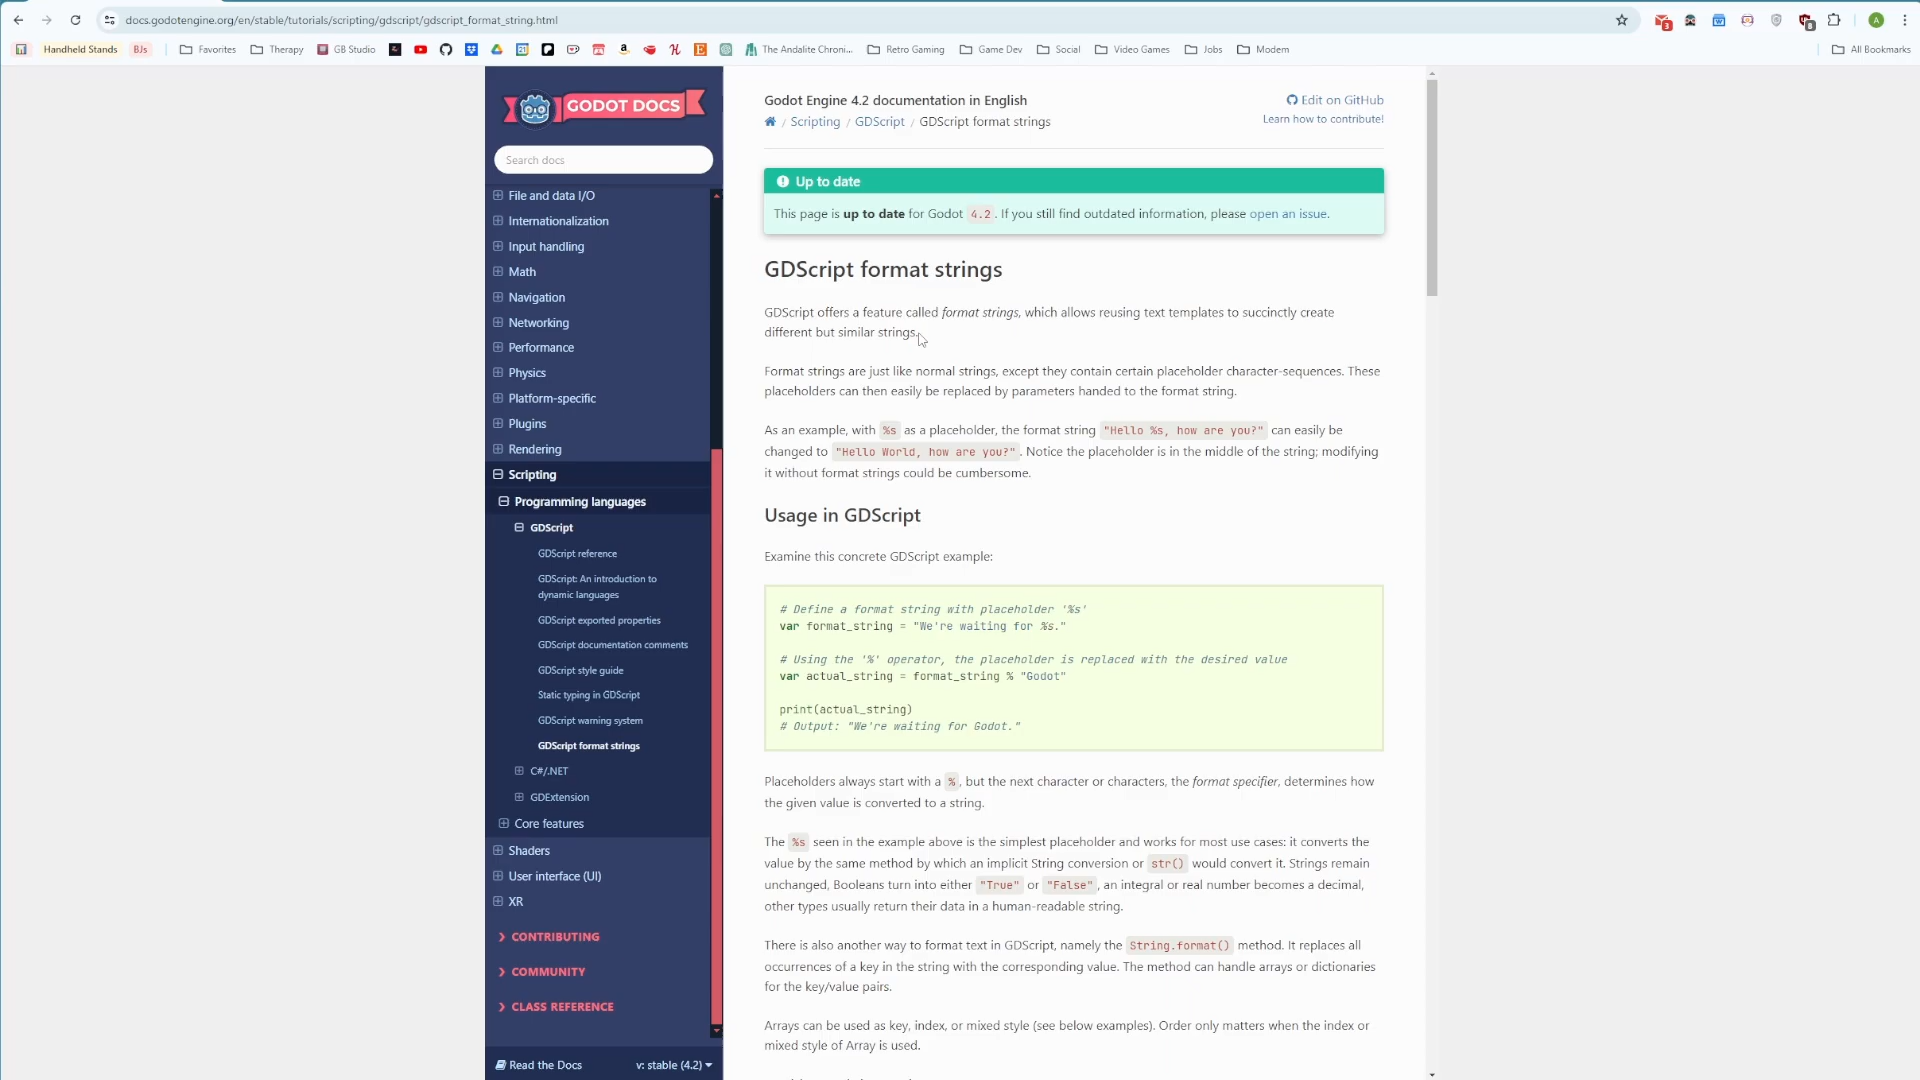 docs.godotengine.org/en/stable/tutorials/scripting/gdscript/gdscript_format_string.html
3
8
A
Handheld Stands
BJs
Favorites
Therapy
GB Studio
The Andalite Chroni...
Retro Gaming
Game Dev
Social
Video Games
Jobs
Modern
All Bookmarks
GODOT DOCS
Search docs
File and data I/O
Internationalization
Input handling
Math
Navigation
Networking
Performance
Physics
Platform-specific
Plugins
Rendering
Scripting
Programming languages
GDScript
GDScript reference
GDScript: An introduction to
dynamic languages
GDScript exported properties
GDScript documentation comments
GDScript style guide
Static typing in GDScript
GDScript warning system
GDScript format strings
C#/.NET
GDExtension
Core features
Shaders
User interface (UI)
XR
CONTRIBUTING
COMMUNITY
CLASS REFERENCE
Read the Docs
v: stable (4.2)
Godot Engine 4.2 documentation in English
Edit on GitHub
/ Scripting / GDScript / GDScript format strings
Learn how to contribute!
Up to date
This page is up to date for Godot 4.2. If you still find outdated information, please open an issue.
GDScript format strings
GDScript offers a feature called format strings, which allows reusing text templates to succinctly create
different but similar strings.
Format strings are just like normal strings, except they contain certain placeholder character-sequences. These
placeholders can then easily be replaced by parameters handed to the format string.
As an example, with %s as a placeholder, the format string "Hello %s, how are you?" can easily be
changed to "Hello World, how are you?". Notice the placeholder is in the middle of the string; modifying
it without format strings could be cumbersome.
Usage in GDScript
Examine this concrete GDScript example:
# Define a format string with placeholder '%s'
var format_string = "We're waiting for %s."
# Using the '%' operator, the placeholder is replaced with the desired value
var actual_string = format_string % "Godot"
print(actual_string)
# Output: "We're waiting for Godot."
Placeholders always start with a %, but the next character or characters, the format specifier, determines how
the given value is converted to a string.
The %s seen in the example above is the simplest placeholder and works for most use cases: it converts the
value by the same method by which an implicit String conversion or str() would convert it. Strings remain
unchanged, Booleans turn into either "True" or "False", an integral or real number becomes a decimal,
other types usually return their data in a human-readable string.
There is also another way to format text in GDScript, namely the String.format() method. It replaces all
occurrences of a key in the string with the corresponding value. The method can handle arrays or dictionaries
for the key/value pairs.
Arrays can be used as key, index, or mixed style (see below examples). Order only matters when the index or
mixed style of Array is used.